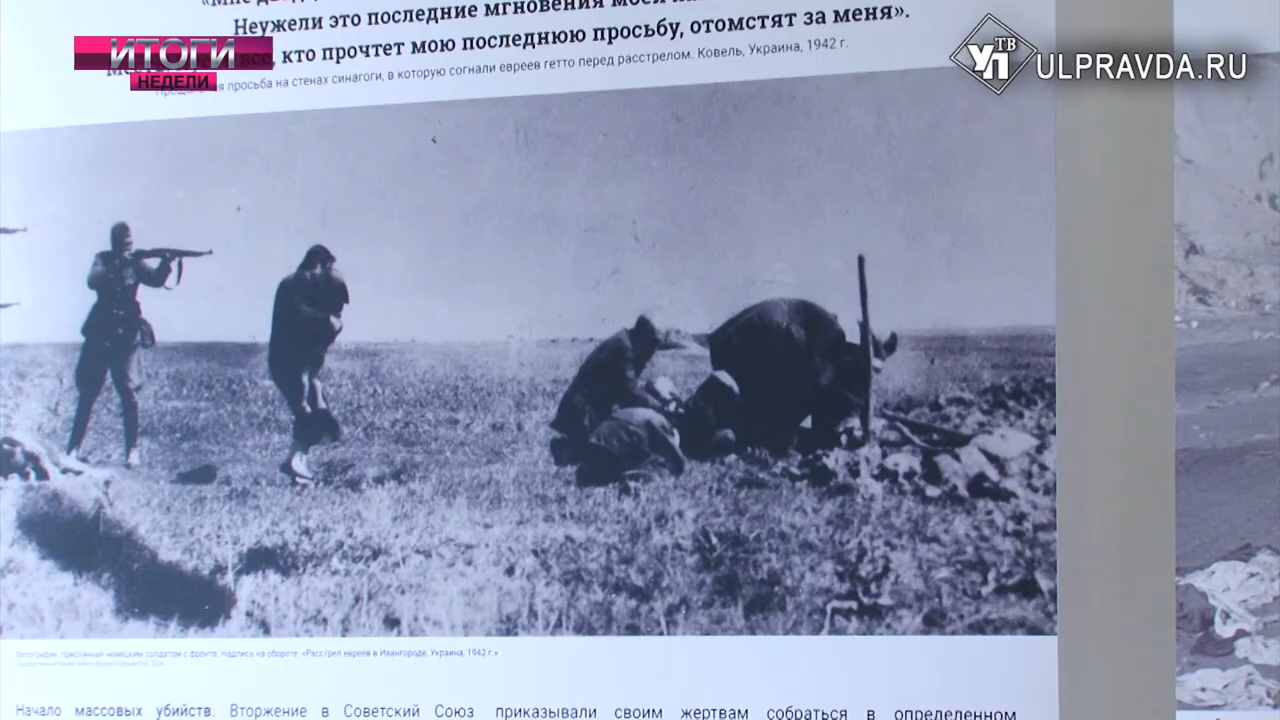 Неужели это последние мгновения
кто прочтет мою последнюю просьбу, отомстят за меня».
просьба на стенах синагоги, в которую согнали евреев гетто перед расстрелом. Ковель, Украина, 1942 г.
ИТОГИ
НЕДЕЛИ
УП ТВ
ULPRAVDA.RU
Фотография, присланная немецким солдатом с фронта. Надпись на обороте: «Расстрел евреев в Ивангороде, Украина, 1942 г.»
Начало массовых убийств. Вторжение в Советский Союз
приказывали своим жертвам собраться в определенном